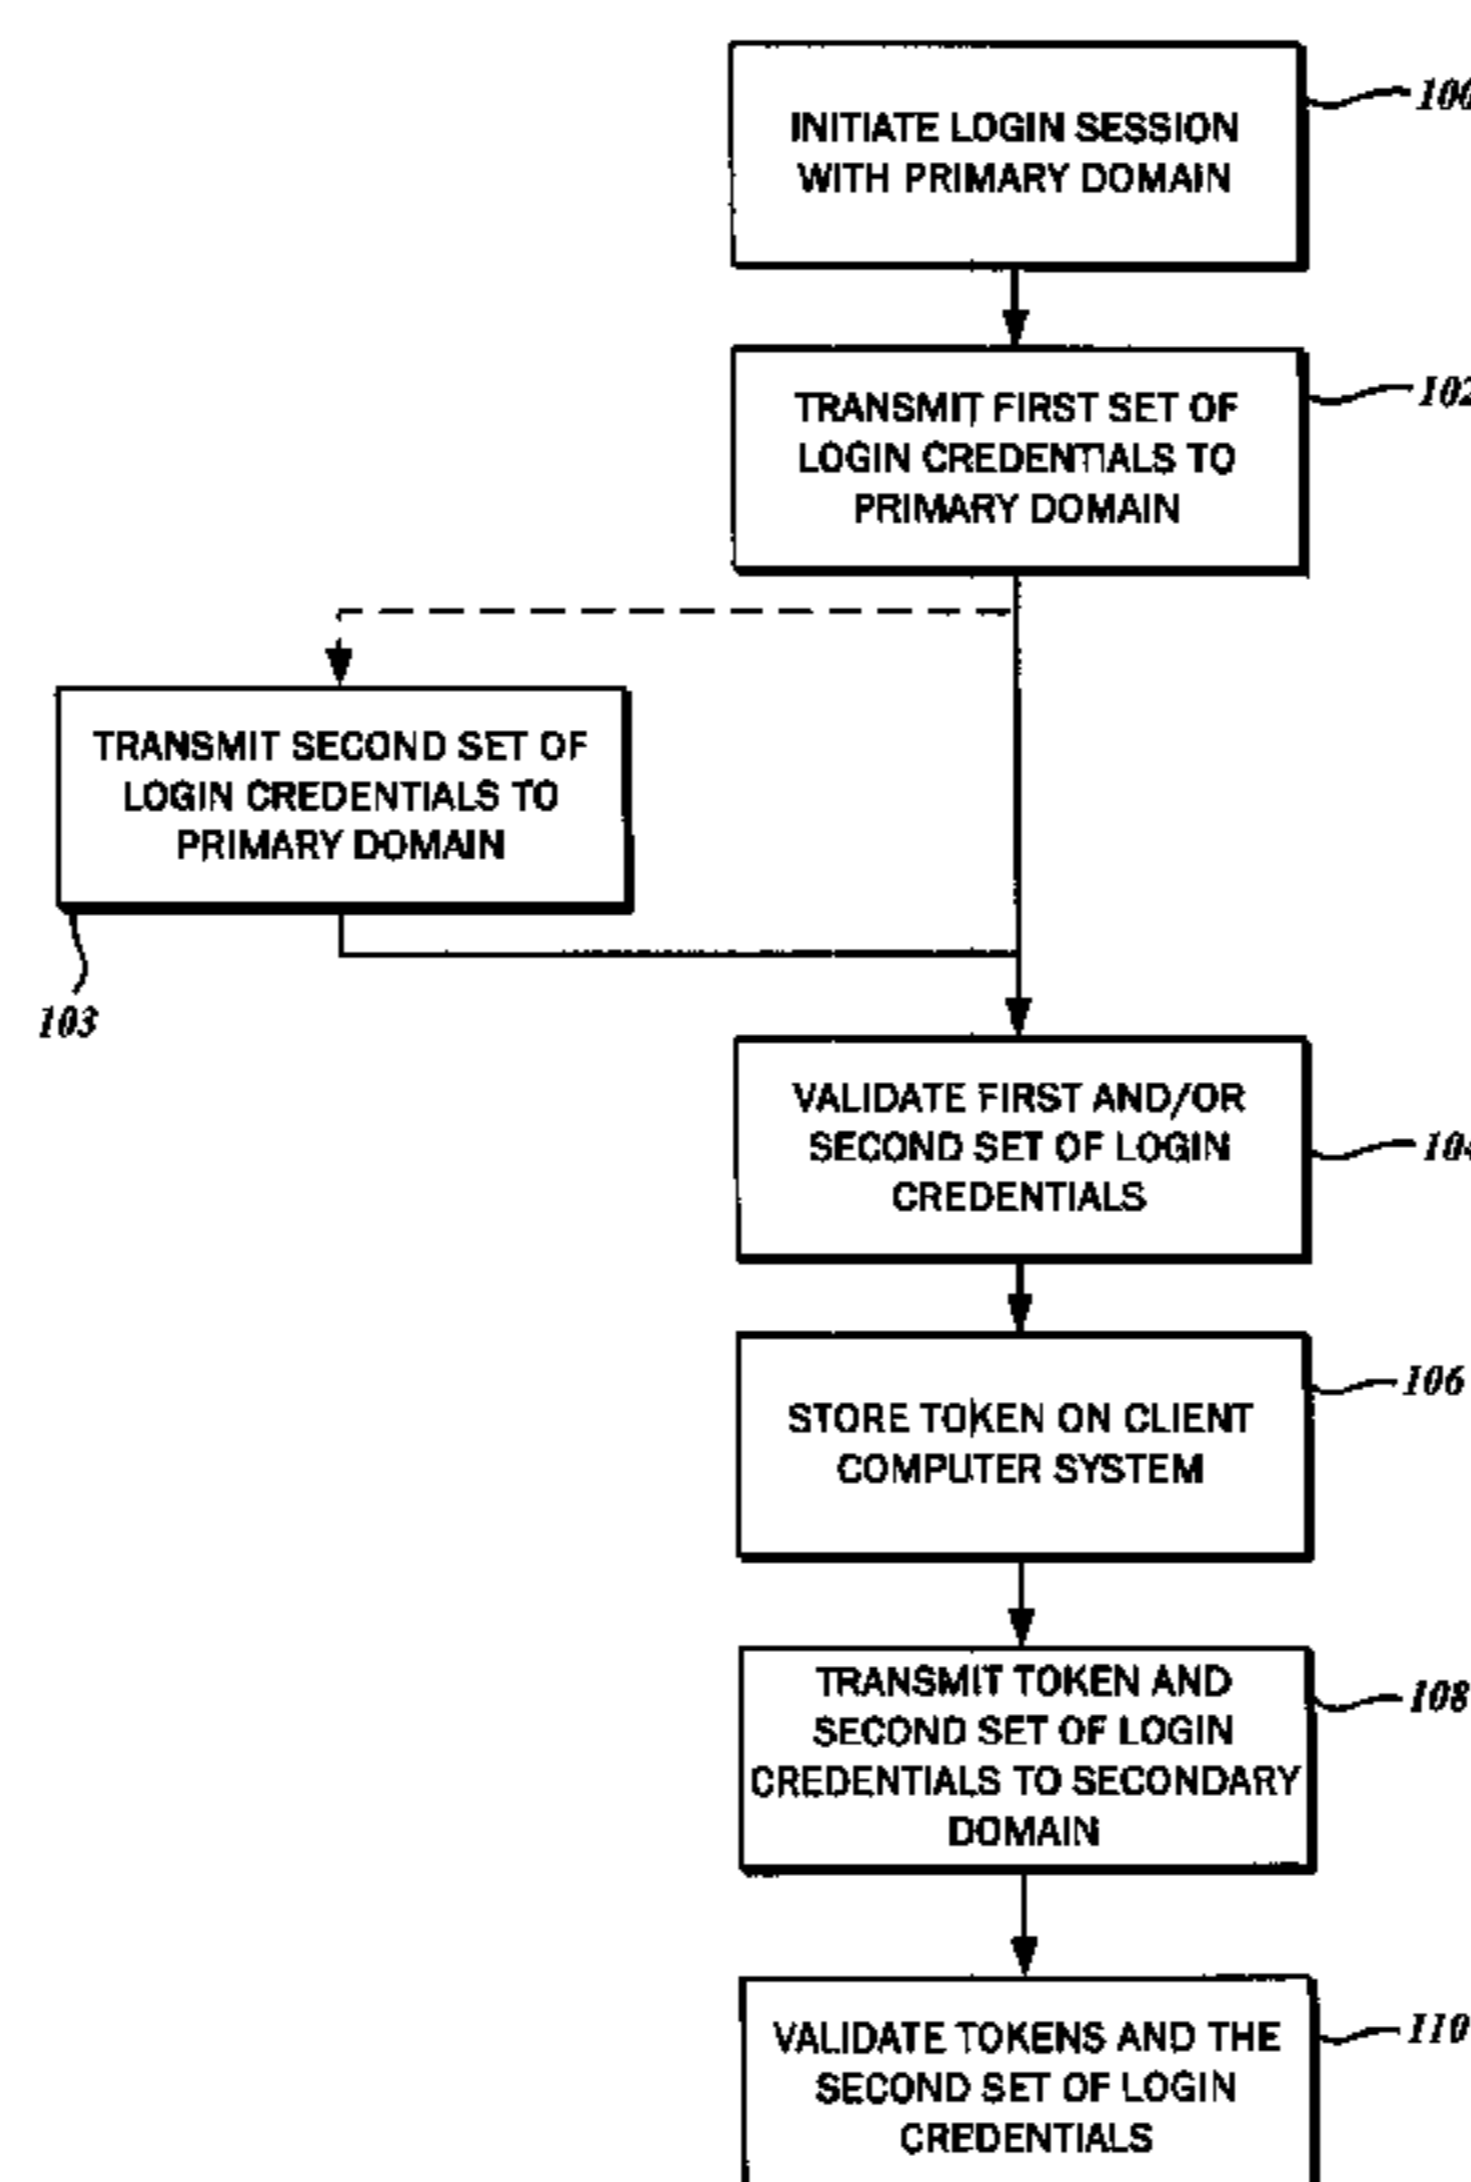 INITIATE LOGIN SESSION
WITH PRIMARY DOMAIN
100
TRANSMIT FIRST SET OF
LOGIN CREDENTIALS TO
PRIMARY DOMAIN
102
TRANSMIT SECOND SET OF
LOGIN CREDENTIALS TO
PRIMARY DOMAIN
103
VALIDATE FIRST AND/OR
SECOND SET OF LOGIN
CREDENTIALS
104
STORE TOKEN ON CLIENT
COMPUTER SYSTEM
106
TRANSMIT TOKEN AND
SECOND SET OF LOGIN
CREDENTIALS TO SECONDARY
DOMAIN
108
VALIDATE TOKENS AND THE
SECOND SET OF LOGIN
CREDENTIALS
110